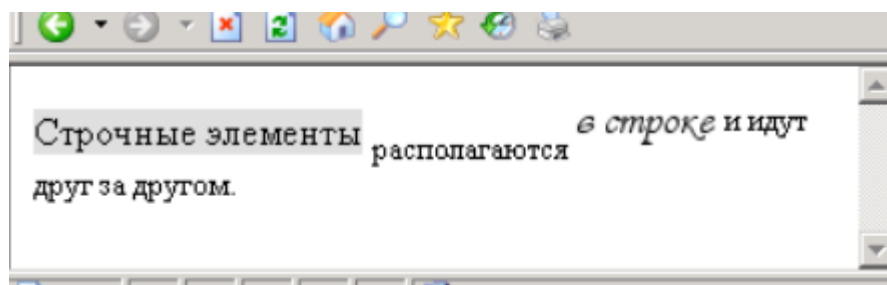 Строчные элементы располагаются в строке и идут
друг за другом.